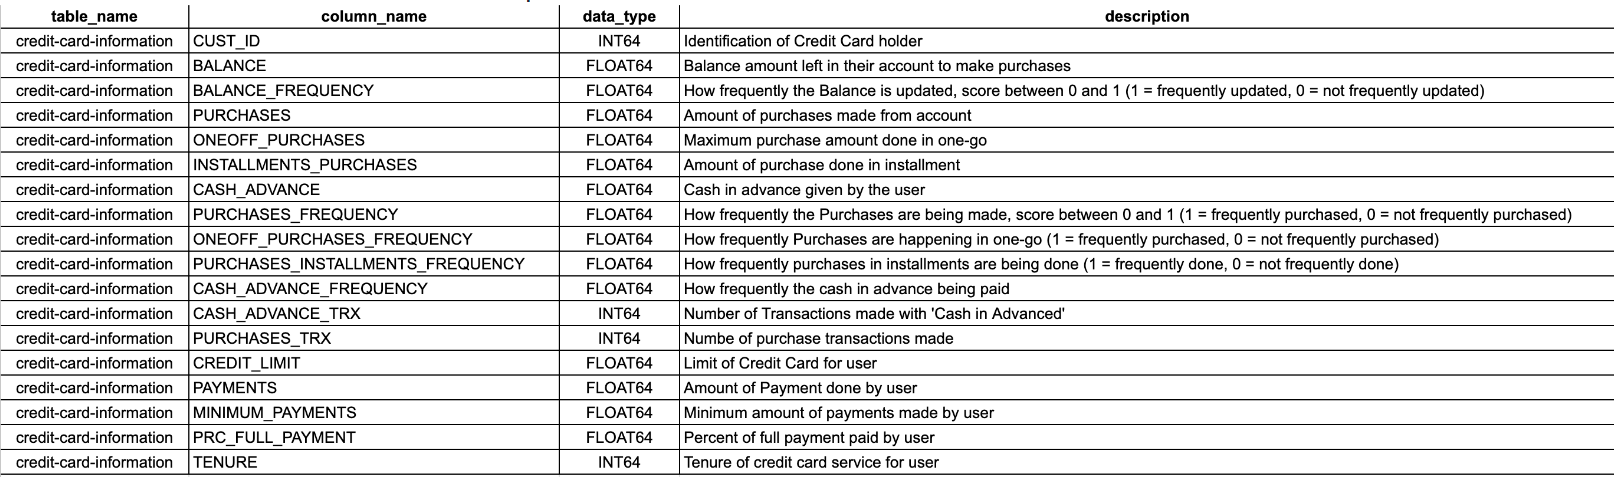 table_name column_name data_type description
credit-card-information CUST_ID INT64 Identification of Credit Card holder
credit-card-information BALANCE FLOAT64 Balance amount left in their account to make purchases
credit-card-information BALANCE_FREQUENCY FLOAT64 How frequently the Balance is updated, score between 0 and 1 (1 = frequently updated, 0 = not frequently updated)
credit-card-information PURCHASES FLOAT64 Amount of purchases made from account
credit-card-information ONEOFF_PURCHASES FLOAT64 Maximum purchase amount done in one-go
credit-card-information INSTALLMENTS_PURCHASES FLOAT64 Amount of purchase done in installment
credit-card-information CASH_ADVANCE FLOAT64 Cash in advance given by the user
credit-card-information PURCHASES_FREQUENCY FLOAT64 How frequently the Purchases are being made, score between 0 and 1 (1 = frequently purchased, 0 = not frequently purchased)
credit-card-information ONEOFF_PURCHASES_FREQUENCY FLOAT64 How frequently Purchases are happening in one-go (1 = frequently purchased, 0 = not frequently purchased)
credit-card-information PURCHASES_INSTALLMENTS_FREQUENCY FLOAT64 How frequently purchases in installments are being done (1 = frequently done, 0 = not frequently done)
credit-card-information CASH_ADVANCE_FREQUENCY FLOAT64 How frequently the cash in advance being paid
credit-card-information CASH_ADVANCE_TRX INT64 Number of Transactions made with 'Cash in Advanced'
credit-card-information PURCHASES_TRX INT64 Numbe of purchase transactions made
credit-card-information CREDIT_LIMIT FLOAT64 Limit of Credit Card for user
credit-card-information PAYMENTS FLOAT64 Amount of Payment done by user
credit-card-information MINIMUM_PAYMENTS FLOAT64 Minimum amount of payments made by user
credit-card-information PRC_FULL_PAYMENT FLOAT64 Percent of full payment paid by user
credit-card-information TENURE INT64 Tenure of credit card service for user